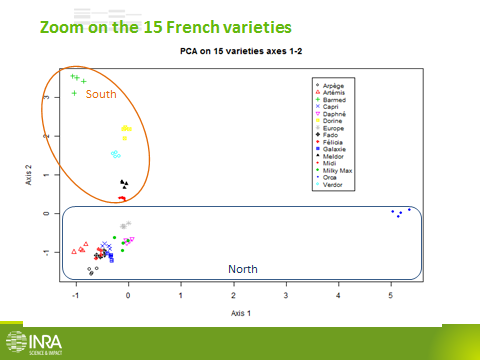 Zoom on the 15 French varieties
PCA on 15 varieties axes 1-2
South
Arpège
Artémis
Barmed
Capri
Daphné
Dorine
Europe
Fado
Félicia
Galaxie
Meldor
Midi
Milky Max
Orca
Verdor
Axis 2
3
2
1
0
-1
North
-1
0
1
2
3
4
5
Axis 1
INRA
SCIENCE & IMPACT